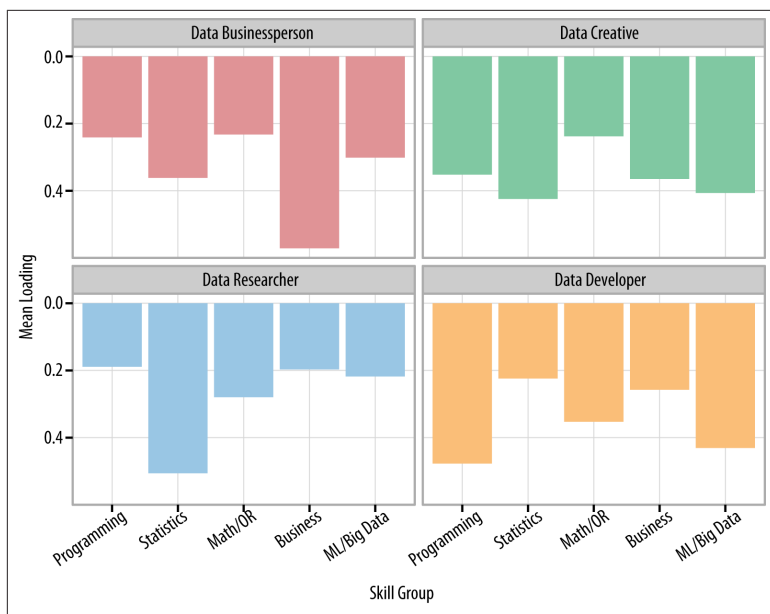 Data Businessperson
Data Creative
0.0
0.2
0.4
Data Researcher
Data Developer
0.0
0.2
0.4
Mean Loading
Programming
Statistics
Math/OR
Business
ML/Big Data
Programming
Statistics
Math/OR
Business
ML/Big Data
Skill Group